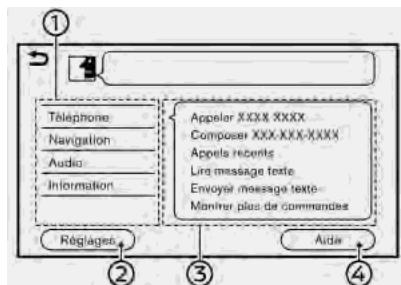 ①
Téléphone
Navigation
Audio
Information
Appeler XXXX XXXX
Composer XXX-XXX-XXXX
Appels récents
Lire message texte
Envoyer message texte
Montrer plus de commandes
Réglages
Aide
②
③
④